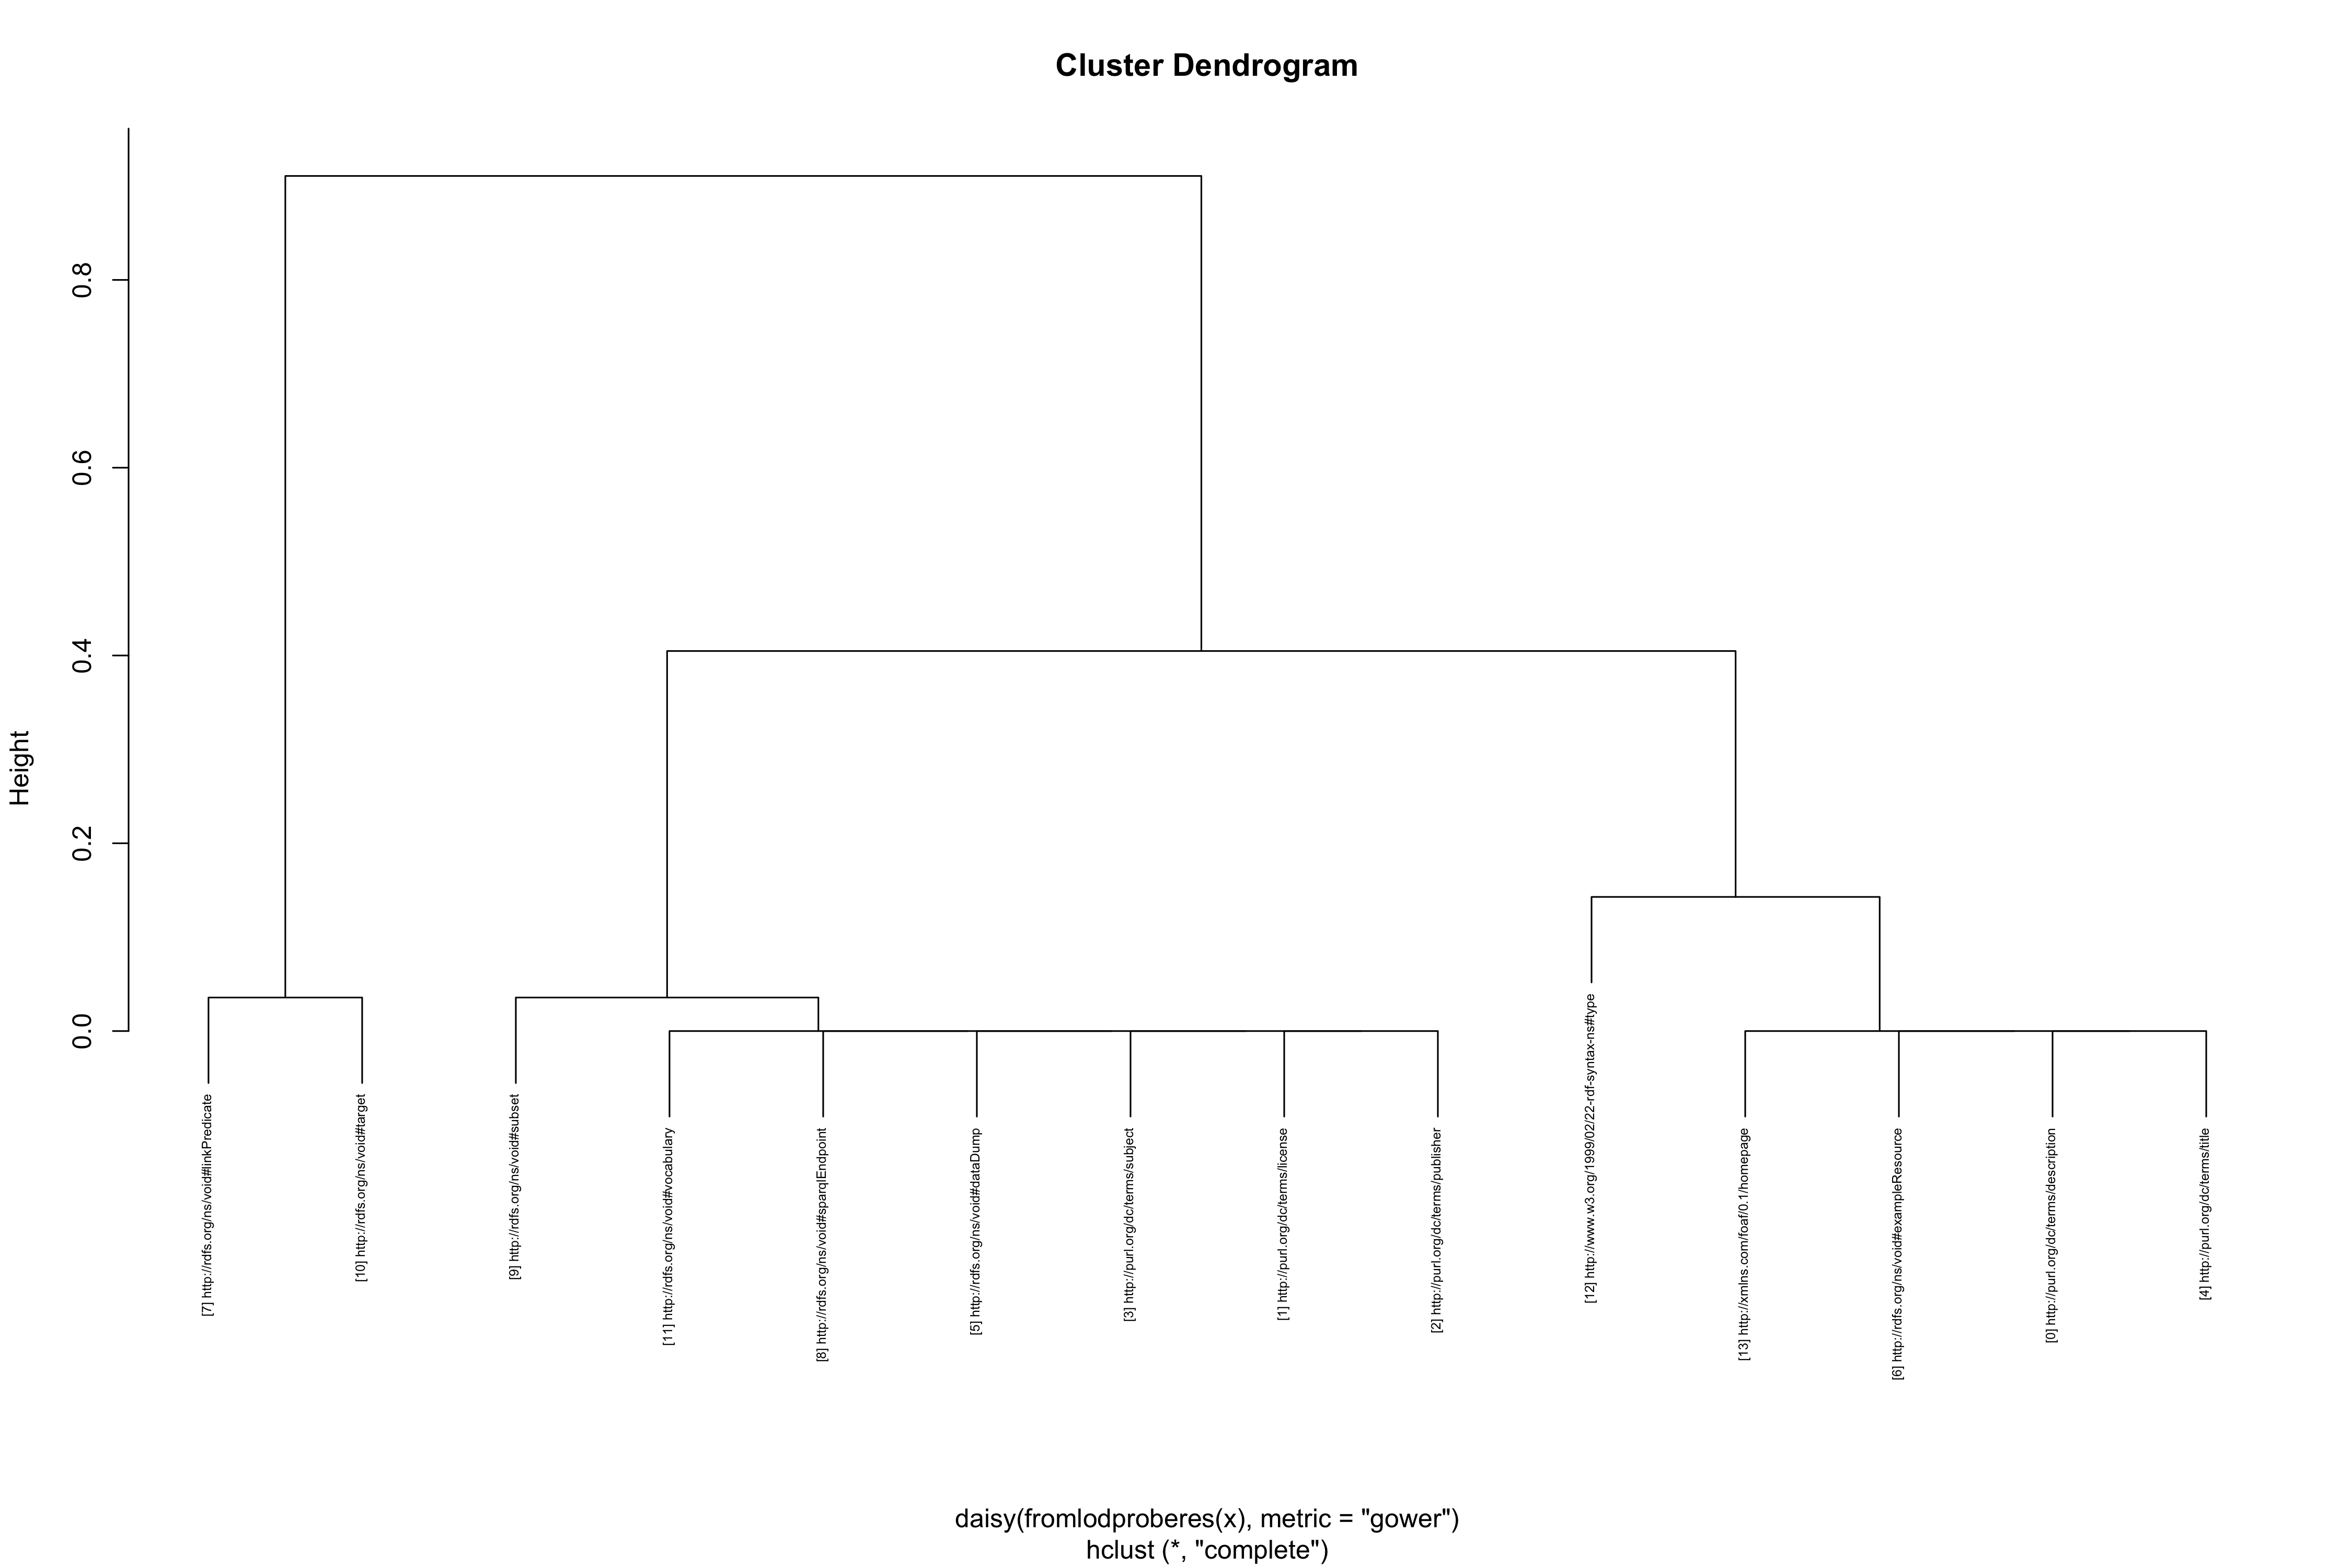 Cluster Dendrogram
Height
0.8
0.6
0.4
0.2
0.0
[7] http://rdfs.org/ns/void#linkPredicate
[10] http://rdfs.org/ns/void#target
[9] http://rdfs.org/ns/void#subset
[11] http://rdfs.org/ns/void#vocabulary
[8] http://rdfs.org/ns/void#sparqlEndpoint
[5] http://rdfs.org/ns/void#dataDump
[3] http://purl.org/dc/terms/subject
[1] http://purl.org/dc/terms/license
[2] http://purl.org/dc/terms/publisher
[12] http://www.w3.org/1999/02/22-rdf-syntax-ns#type
[13] http://xmlns.com/foaf/0.1/homepage
[6] http://rdfs.org/ns/void#exampleResource
[0] http://purl.org/dc/terms/description
[4] http://purl.org/dc/terms/title
daisy(fromlodproberes(x), metric = "gower")
hclust (*, "complete")